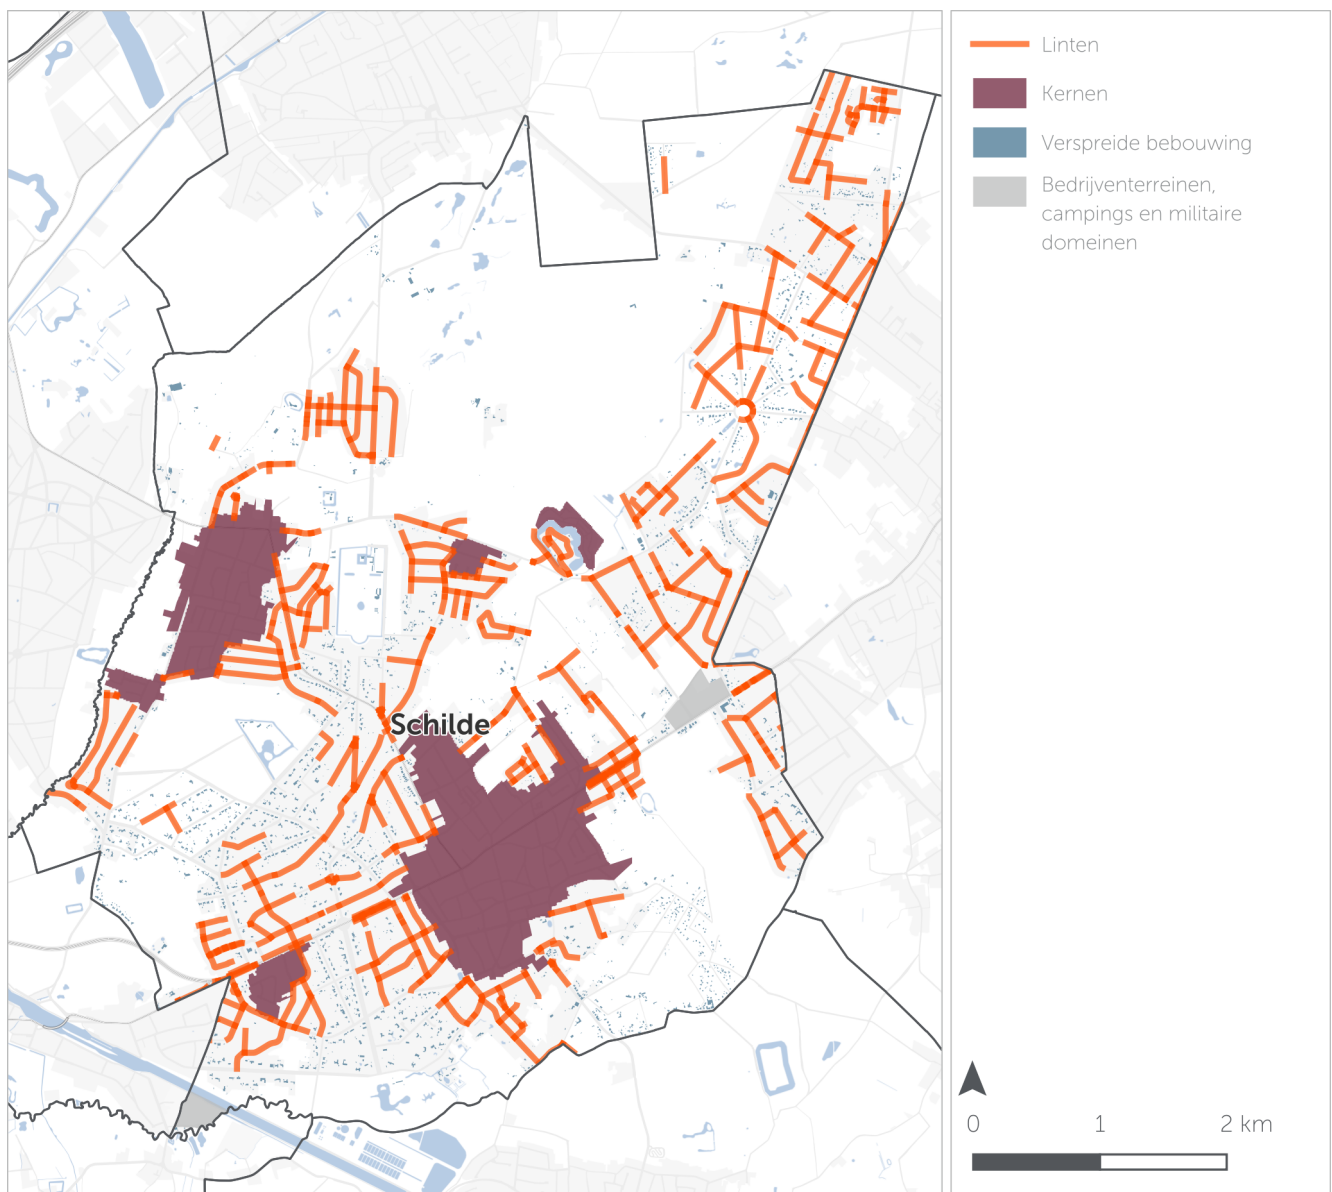 Schilde
Linten
Kernen
Verspreide bebouwing
Bedrijventerreinen,
campings en militaire
domeinen
0 1 2 km